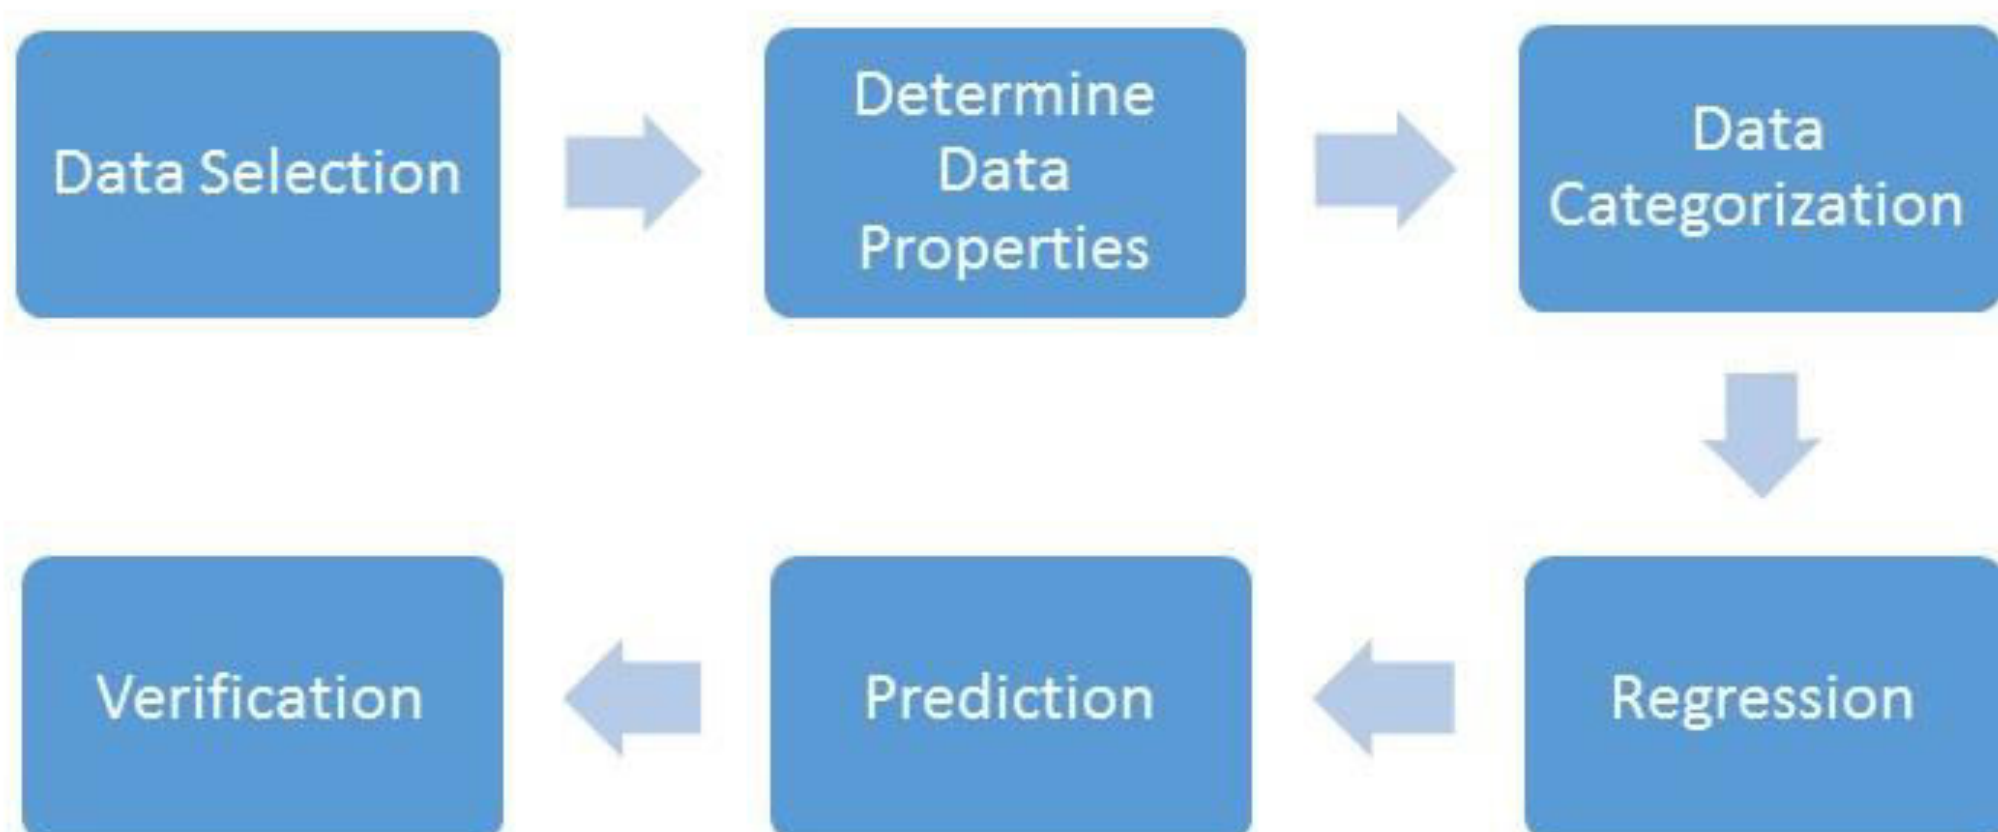 Data Selection
Determine
Data
Properties
Data
Categorization
Regression
Prediction
Verification